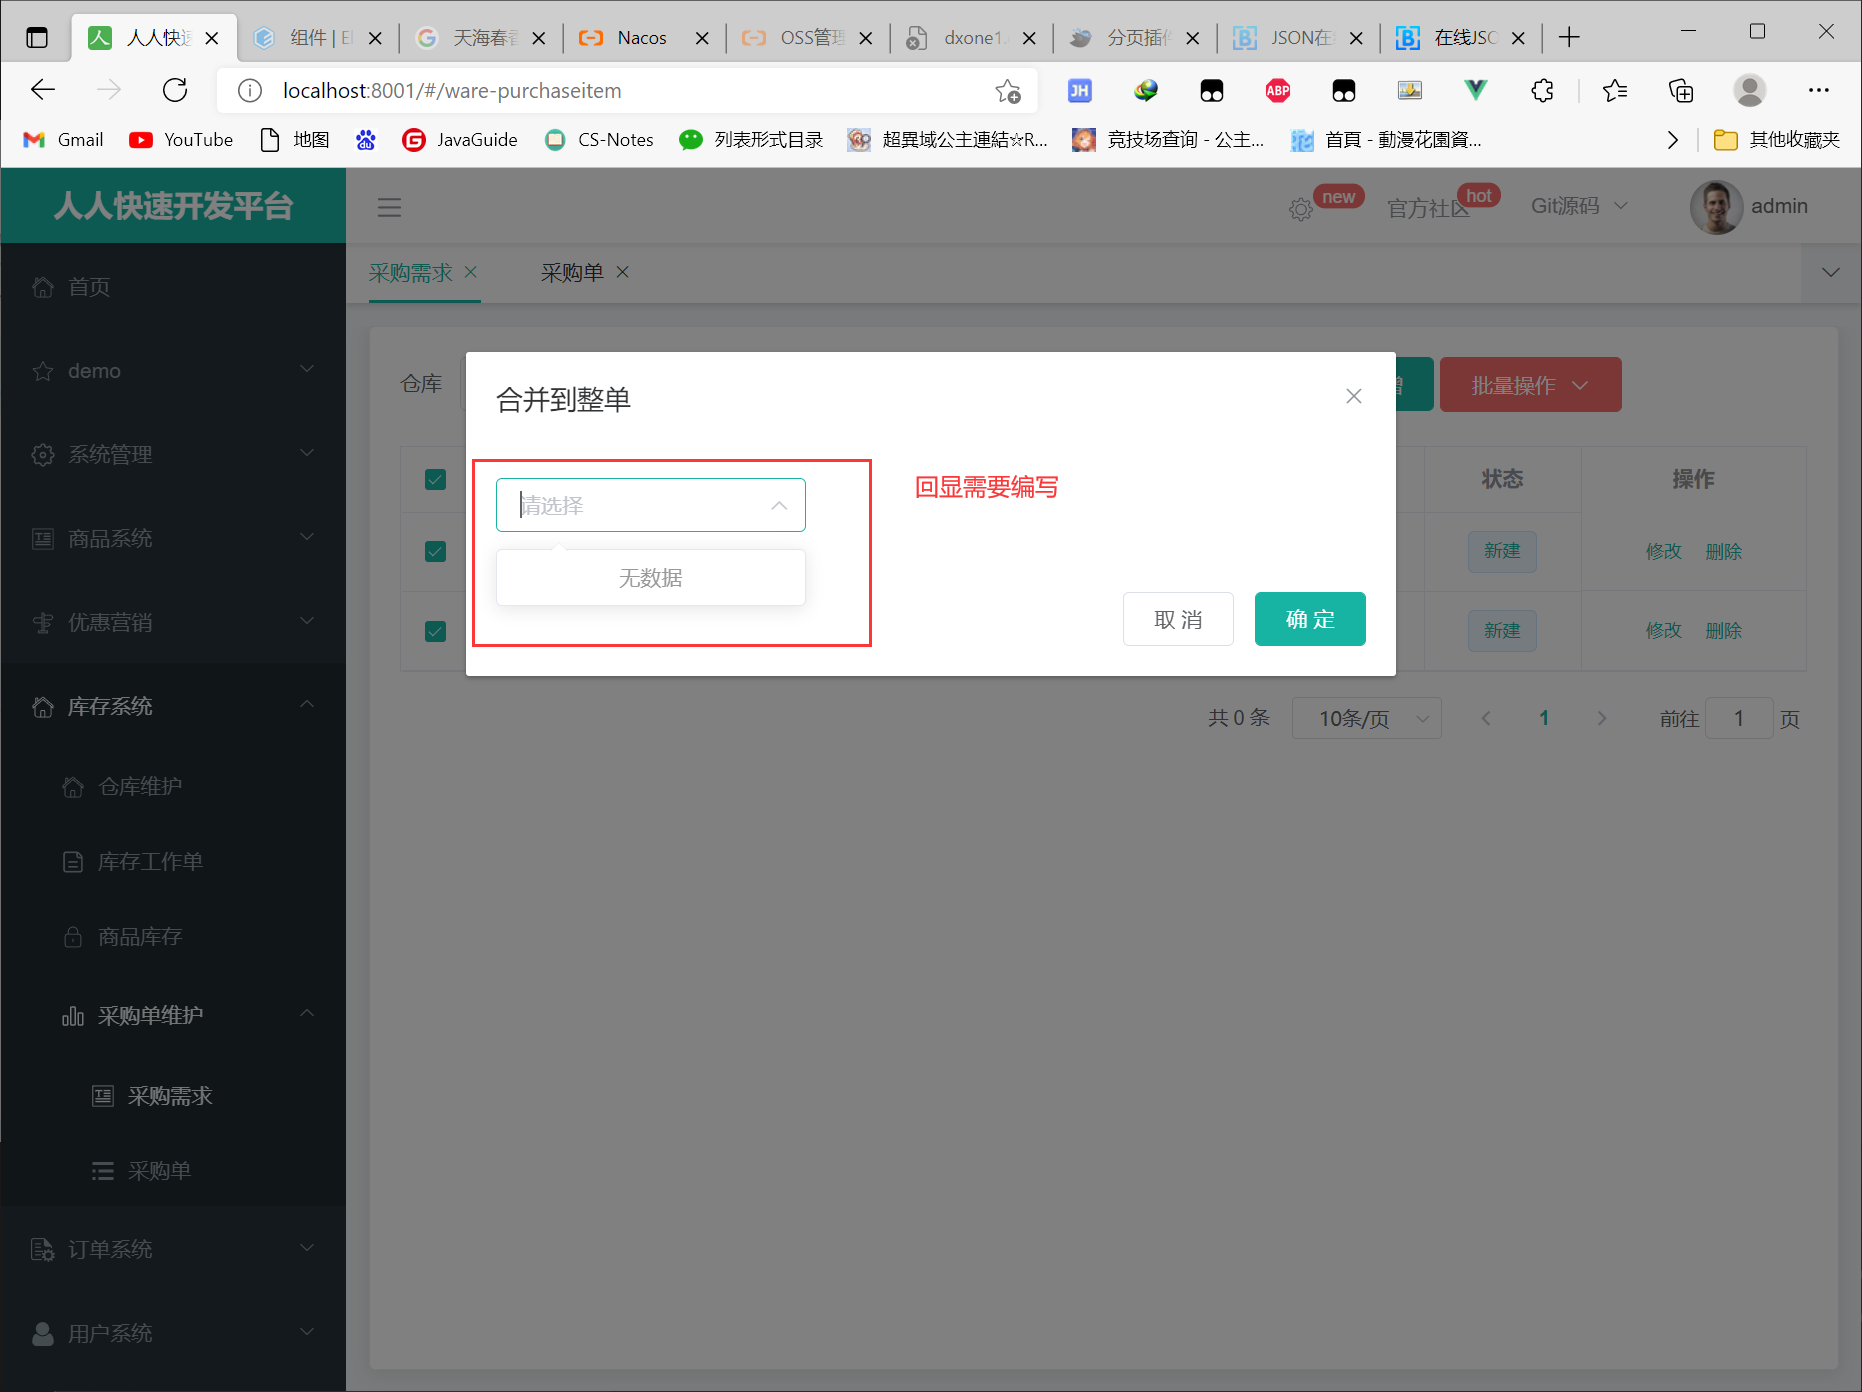 人人快速
组件 | El
天海春香
Nacos
OSS管理
dxone1.
分页插件
JSON在
在线JSO
localhost:8001/#/ware-purchaseitem
JH
ABP
Gmail
YouTube
地图
du
JavaGuide
CS-Notes
列表形式目录
超異域公主連結☆R...
竞技场查询 - 公主...
首頁 - 動漫花園資...
其他收藏夹
人人快速开发平台
new
官方社区
hot
Git源码
admin
首页
demo
系统管理
商品系统
优惠营销
库存系统
仓库维护
库存工作单
商品库存
采购单维护
采购需求
采购单
订单系统
用户系统
采购需求
采购单
仓库
增
批量操作
状态
操作
新建
修改
删除
新建
修改
删除
合并到整单
请选择
无数据
回显需要编写
取 消
确 定
共 0 条
10条/页
1
前往
1
页